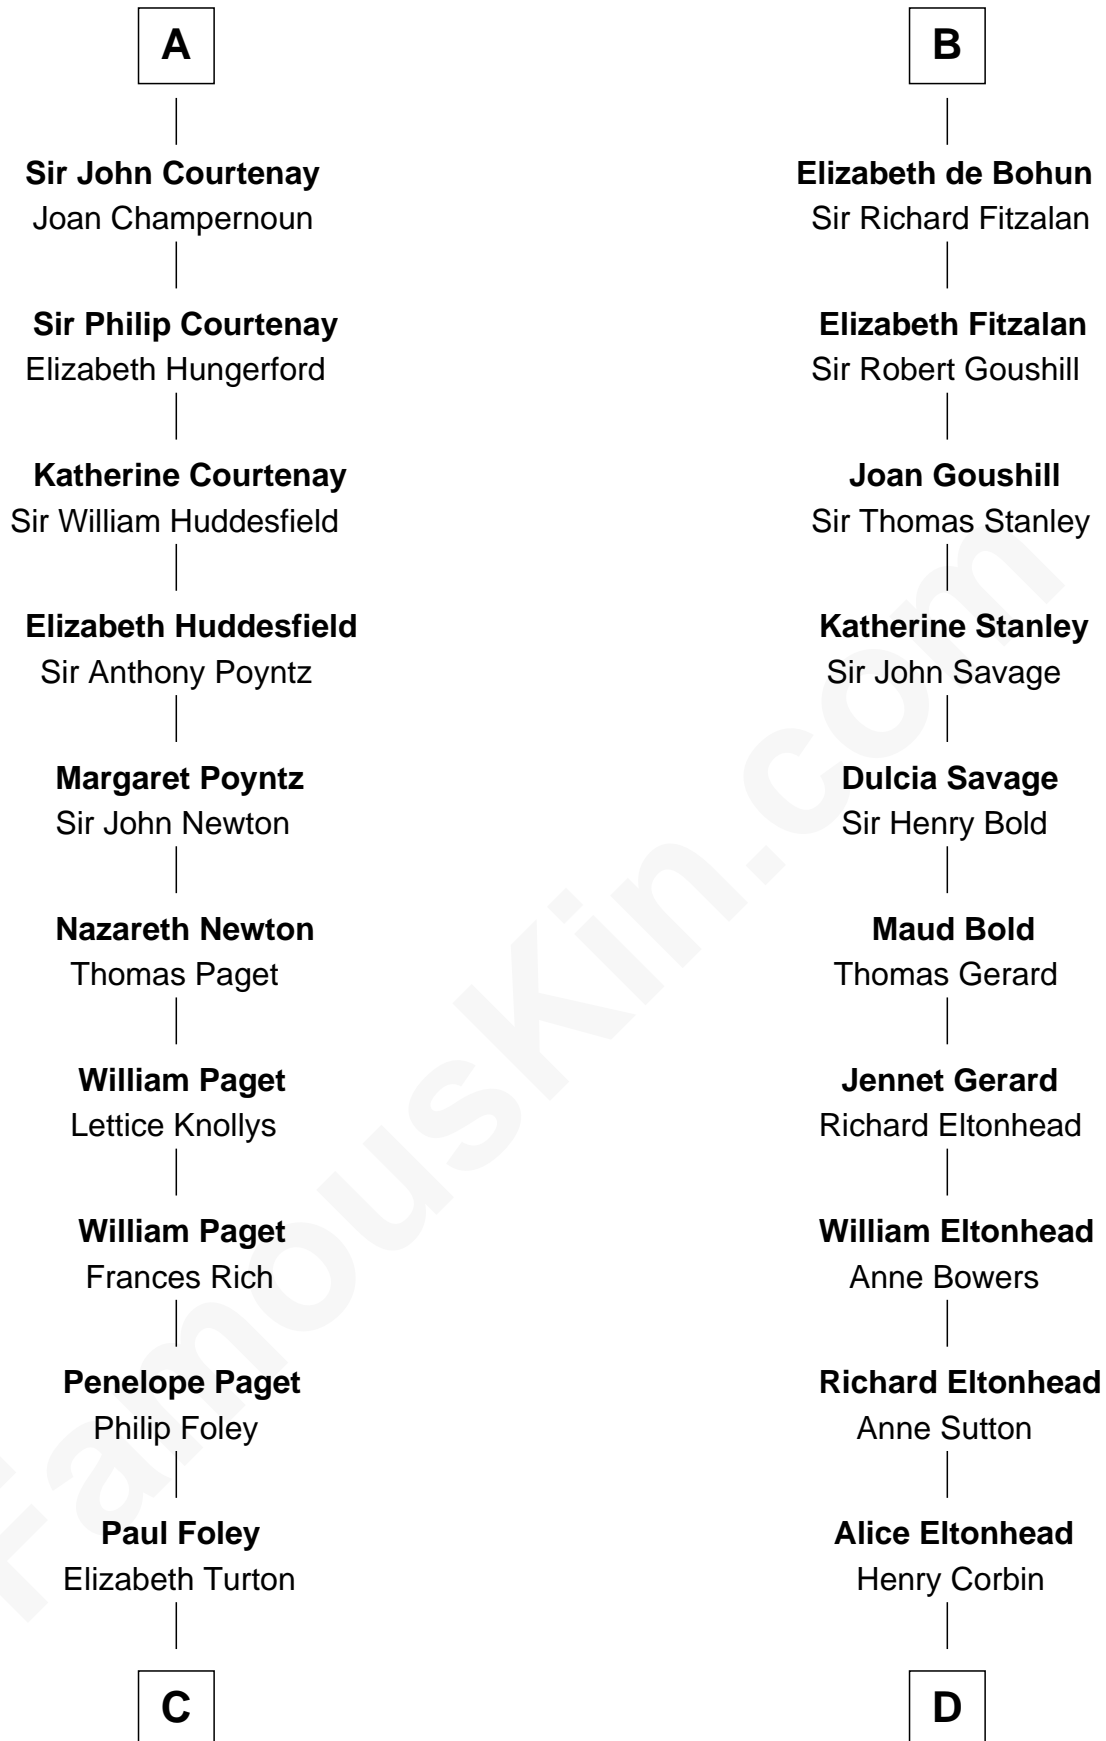 A
Sir John Courtenay
Joan Champernoun
Sir Philip Courtenay
Elizabeth Hungerford
Katherine Courtenay
Sir William Huddesfield
Elizabeth Huddesfield
Sir Anthony Poyntz
Margaret Poyntz
Sir John Newton
Nazareth Newton
Thomas Paget
William Paget
Lettice Knollys
William Paget
Frances Rich
Penelope Paget
Philip Foley
Paul Foley
Elizabeth Turton
C
B
Elizabeth de Bohun
Sir Richard Fitzalan
Elizabeth Fitzalan
Sir Robert Goushill
Joan Goushill
Sir Thomas Stanley
Katherine Stanley
Sir John Savage
Dulcia Savage
Sir Henry Bold
Maud Bold
Thomas Gerard
Jennet Gerard
Richard Eltonhead
William Eltonhead
Anne Bowers
Richard Eltonhead
Anne Sutton
Alice Eltonhead
Henry Corbin
D
FamousKin.com